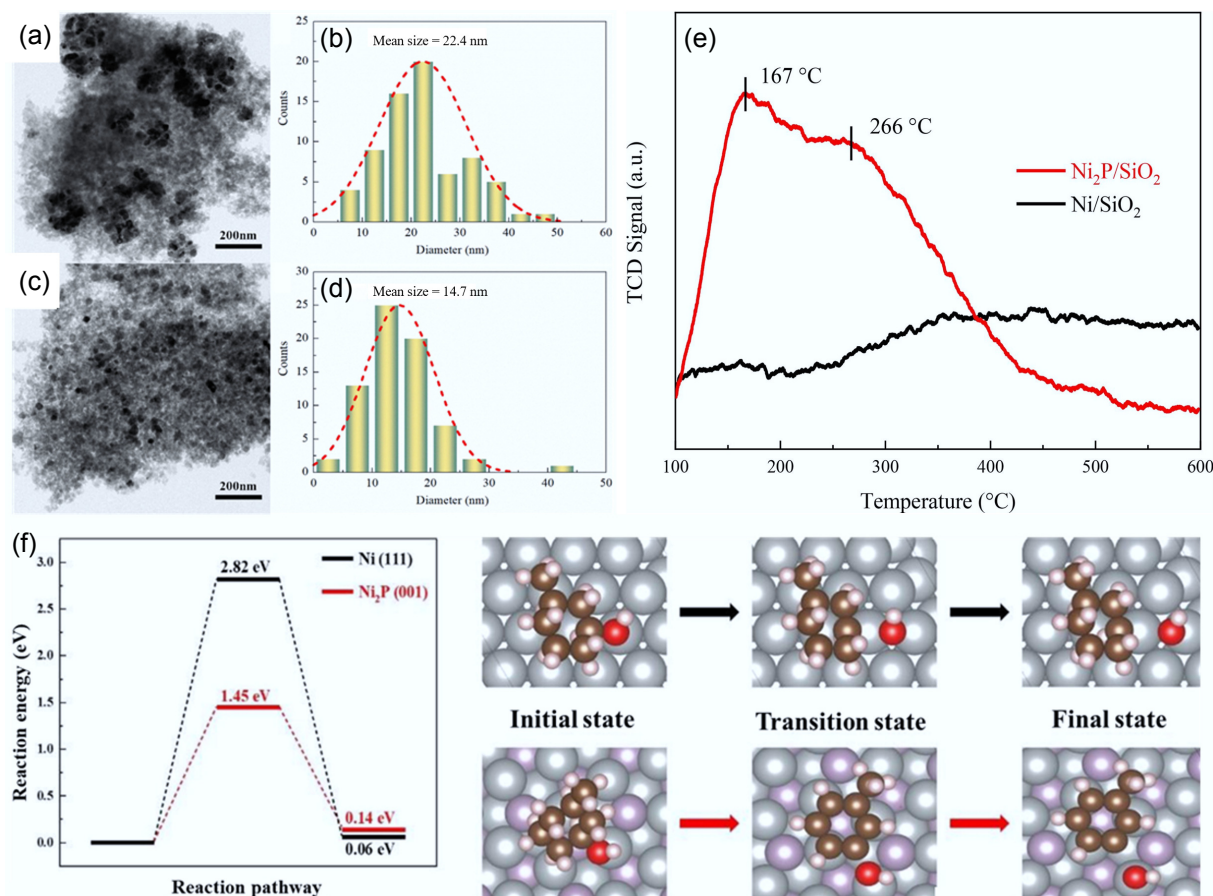 (a)
200nm
(b)
Mean size = 22.4 nm
Counts
25
20
15
10
5
0
0 10 20 30 40 50 60
Diameter (nm)
(c)
200nm
(d)
Mean size = 14.7 nm
Counts
30
25
20
15
10
5
0
0 10 20 30 40 50
Diameter (nm)
(e)
167 °C
266 °C
Ni₂P/SiO₂
Ni/SiO₂
TCD Signal (a.u.)
100 200 300 400 500 600
Temperature (°C)
(f)
Ni (111)
Ni₂P (001)
2.82 eV
1.45 eV
0.14 eV
0.06 eV
Reaction energy (eV)
3.0
2.5
2.0
1.5
1.0
0.5
0.0
Reaction pathway
Initial state
Transition state
Final state